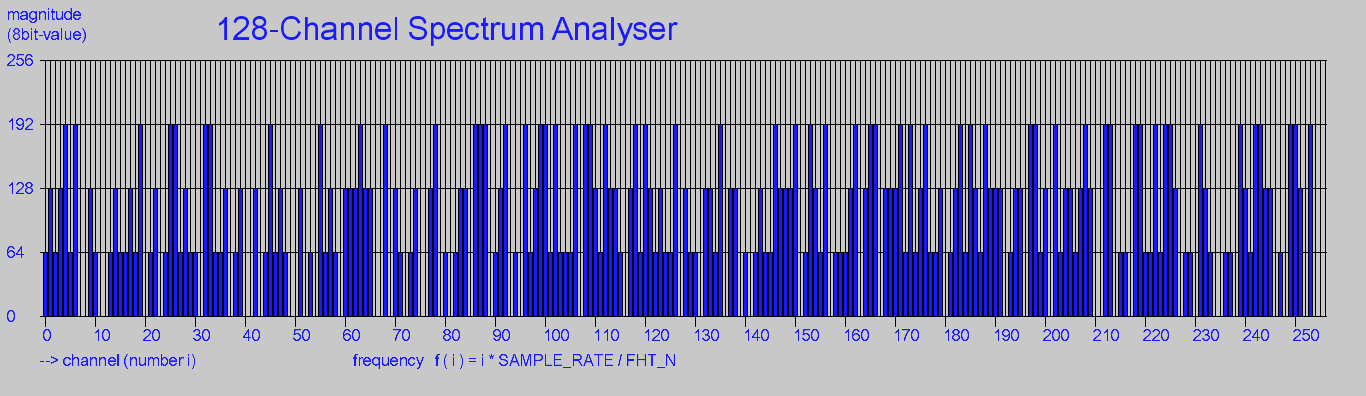 magnitude
(8bit-value)
128-Channel Spectrum Analyser
256
192
128
64
0
0 10 20 30 40 50 60 70 80 90 100 110 120 130 140 150 160 170 180 190 200 210 220 230 240 250
--> channel (number i)
frequency f ( i ) = i * SAMPLE_RATE / FHT_N